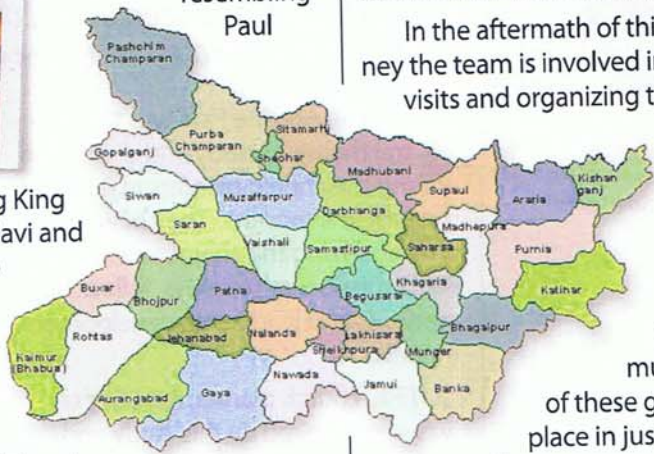 resembling
Paul
In the aftermath of thi
ney the team is involved in
visits and organizing t
g King
avi and
Pashchim
Champaran
Purba
Champaran
Sitamarhi
Sheohar
Gopalganj
Siwan
Muzaffarpur
Madhubani
Supaul
Araria
Kishan
ganj
Saran
Vaishali
Darbhanga
Samastipur
Saharsa
Madhepura
Purnia
Katihar
Buxar
Bhojpur
Patna
Begusarai
Khagaria
Bhagalpur
Kaimur
(Bhabua)
Rohtas
Jehanabad
Nalanda
Sheikhpura
Lakhisarai
Munger
Banka
Aurangabad
Gaya
Nawada
Jamui
mu
of these g
place in jus